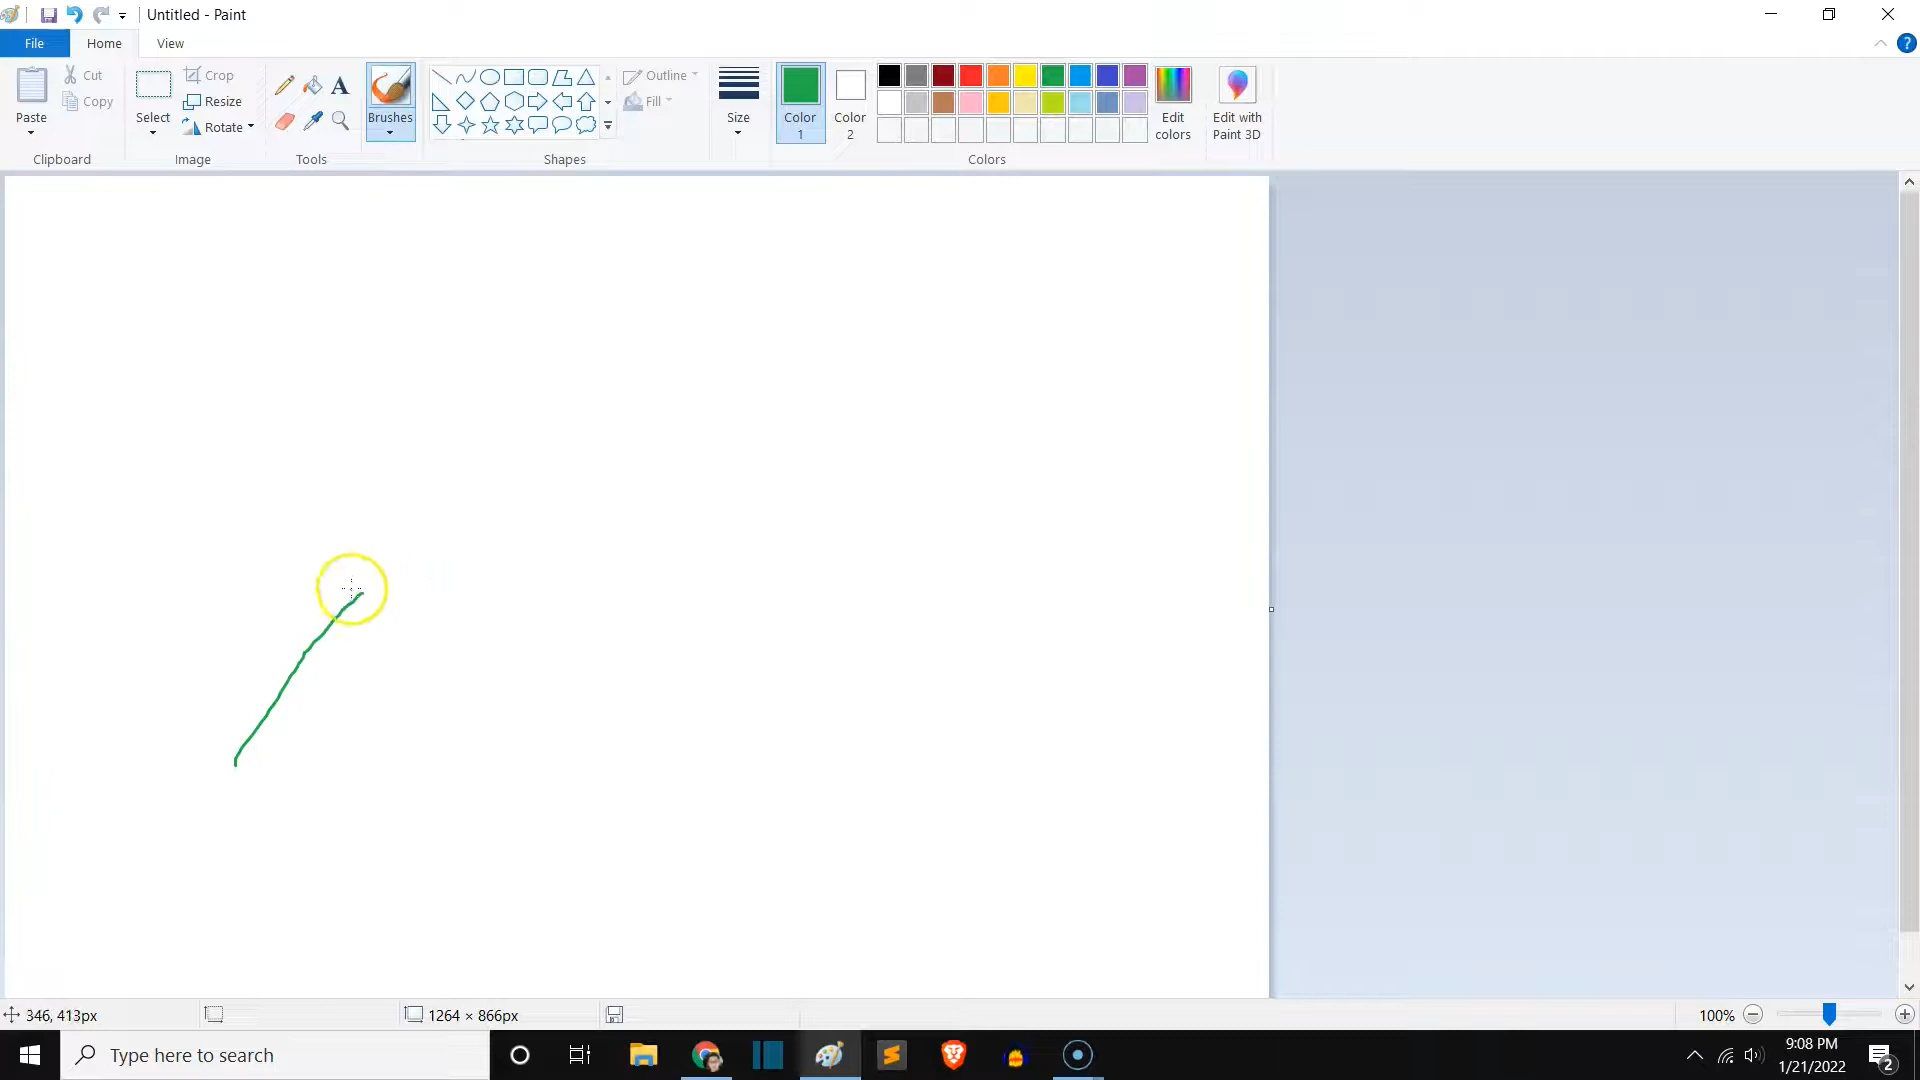 Untitled - Paint
File
Home
View
Paste
Cut
Copy
Clipboard
Select
Crop
Resize
Rotate
Image
A
Tools
Brushes
Outline
Fill
Shapes
Size
Color
1
Color
2
Colors
Edit
colors
Edit with
Paint 3D
?
346, 413px
1264 × 866px
100%
Type here to search
9:08 PM
1/21/2022
2